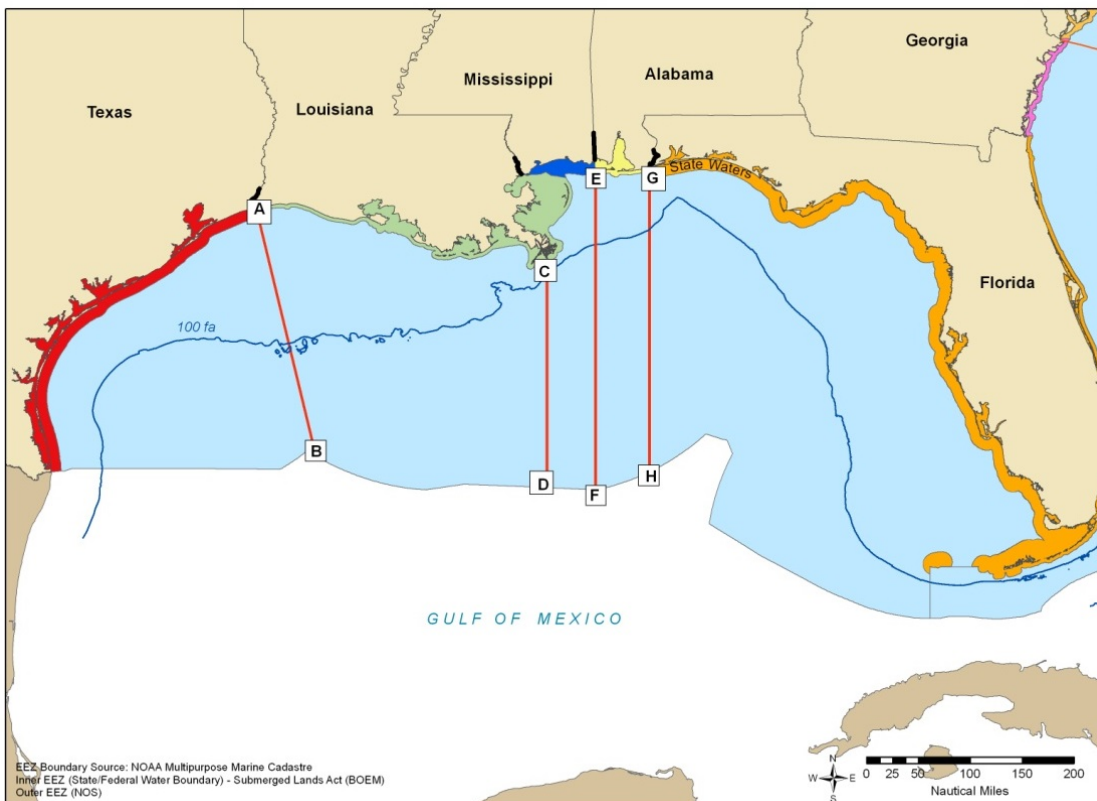 Georgia
Mississippi
Alabama
Texas
Louisiana
State Waters
E
G
A
C
Florida
100 fa
B
D
F
H
GULF OF MEXICO
EEZ Boundary Source: NOAA Multipurpose Marine Cadastre
Inner EEZ (State/Federal Water Boundary) - Submerged Lands Act (BOEM)
Outer EEZ (NOS)
N
W E
S
0 25 50 100 150 200
Nautical Miles